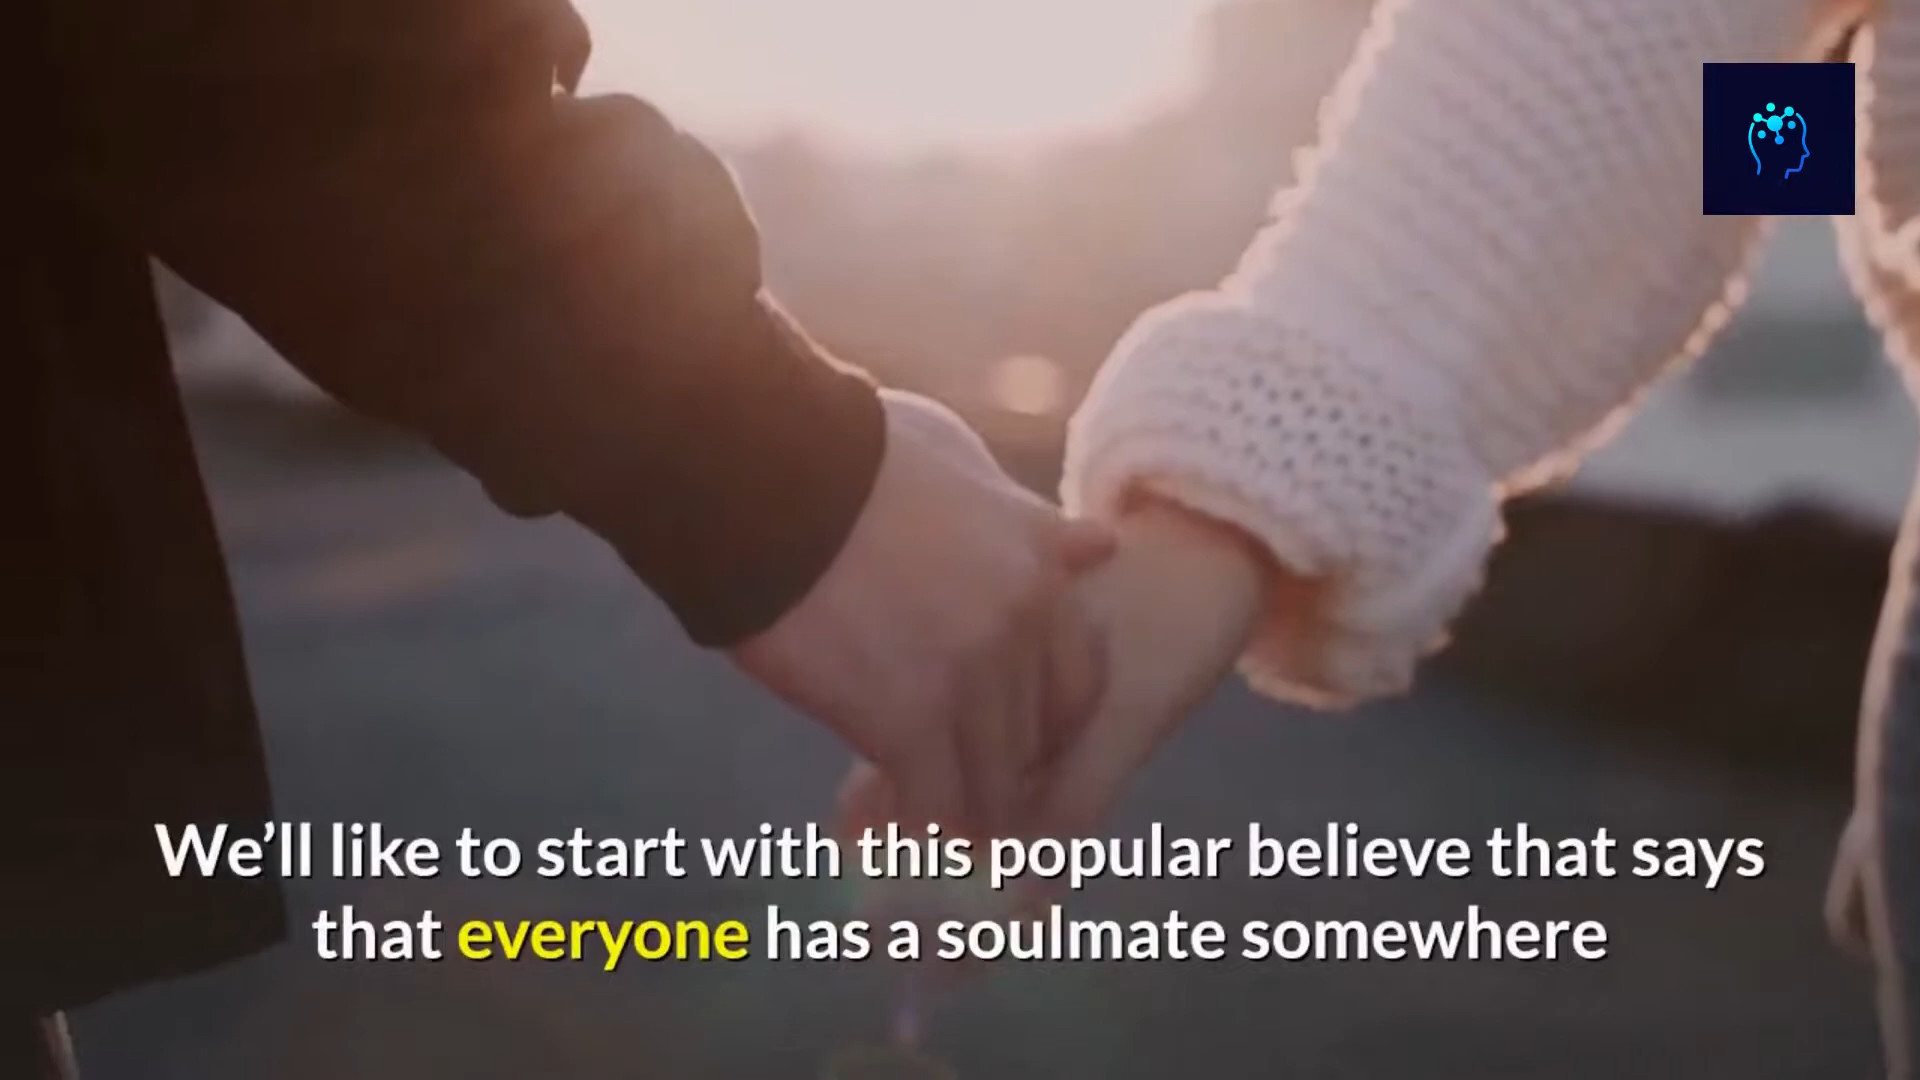 We’ll like to start with this popular believe that says
that everyone has a soulmate somewhere